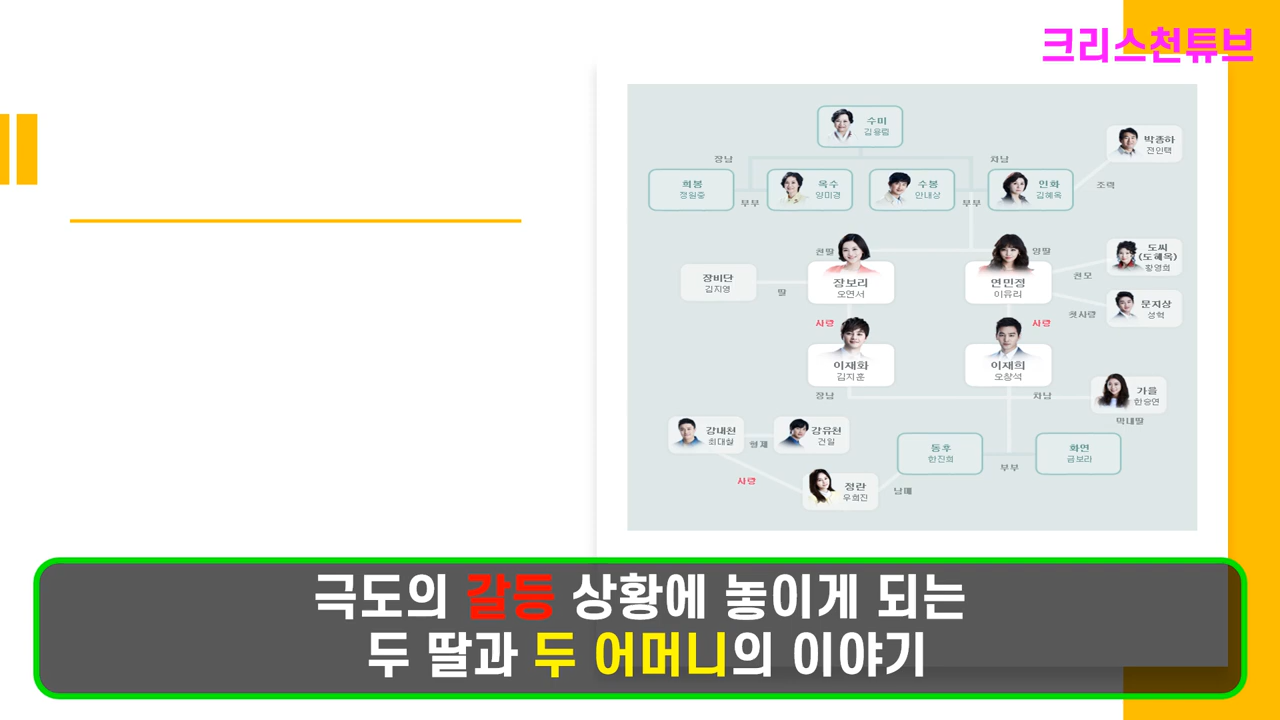 크리스천튜브
수미
김용림
박종하
전인택
장남
차남
희봉
정원중
옥수
양미경
수봉
안내상
인화
김혜옥
조력
부부
부부
친딸
양딸
도씨
(도혜옥)
황영희
장비단
김지영
딸
장보리
오연서
연민정
이유리
친모
첫사랑
문지상
성혁
사랑
사랑
이재화
김지훈
이재희
오창석
장남
차남
가을
한승연
막내딸
강내천
최대철
형제
강유천
건일
동후
한진희
화연
금보라
부부
사랑
정란
우희진
남매
극도의 갈등 상황에 놓이게 되는
두 딸과 두 어머니의 이야기